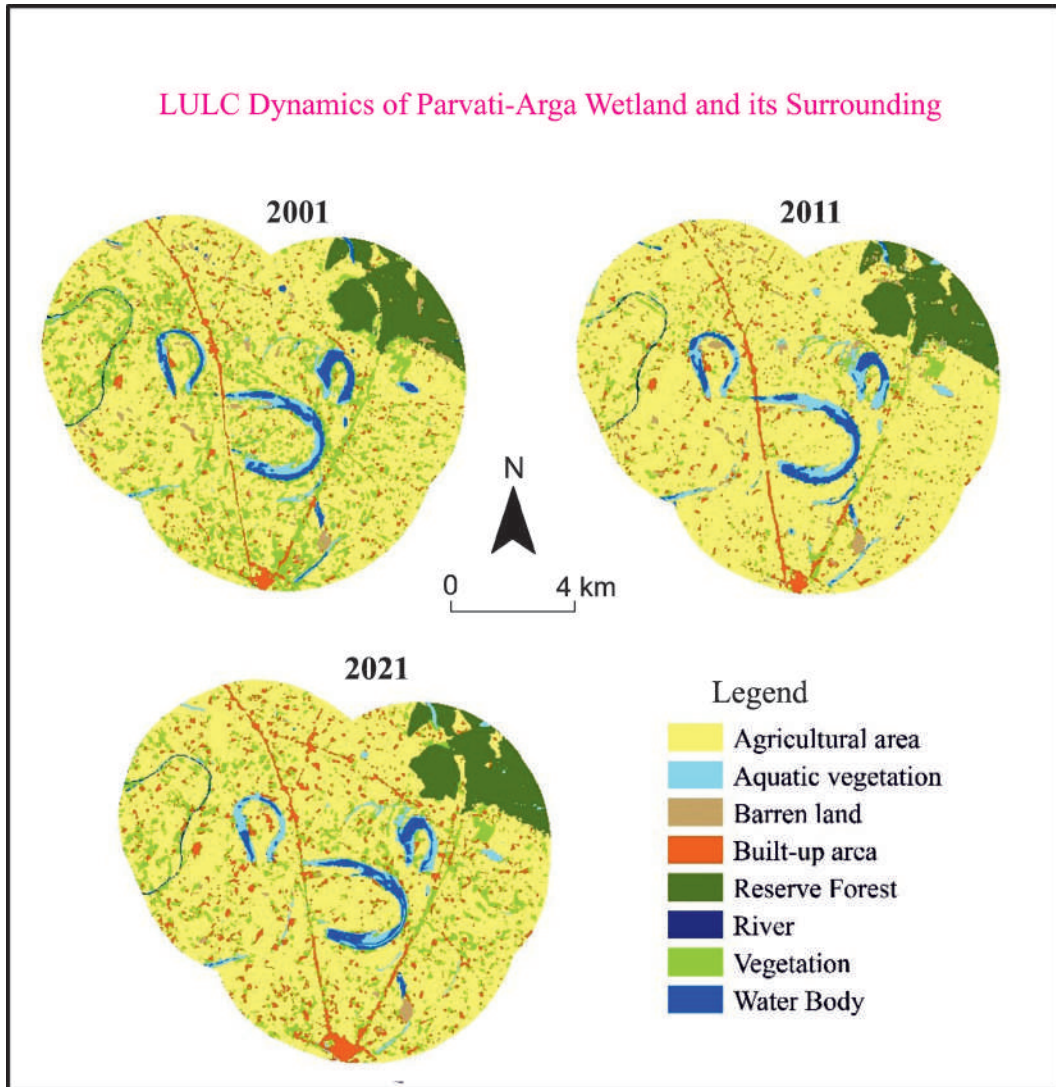 LULC Dynamics of Parvati-Arga Wetland and its Surrounding
2001
2011
N
0 4 km
2021
Legend
Agricultural area
Aquatic vegetation
Barren land
Built-up area
Reserve Forest
River
Vegetation
Water Body